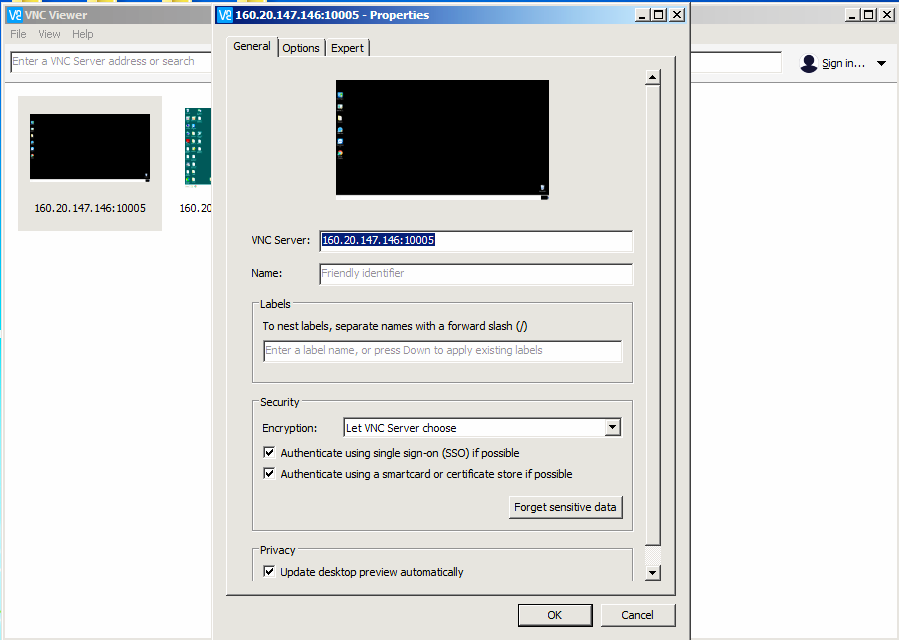 VNC Viewer
File View Help
Enter a VNC Server address or search
Sign in...
160.20.147.146:10005
160.20
160.20.147.146:10005 - Properties
General Options Expert
VNC Server: 160.20.147.146:10005
Name: Friendly identifier
Labels
To nest labels, separate names with a forward slash (/)
Enter a label name, or press Down to apply existing labels
Security
Encryption: Let VNC Server choose
Authenticate using single sign-on (SSO) if possible
Authenticate using a smartcard or certificate store if possible
Forget sensitive data
Privacy
Update desktop preview automatically
OK Cancel